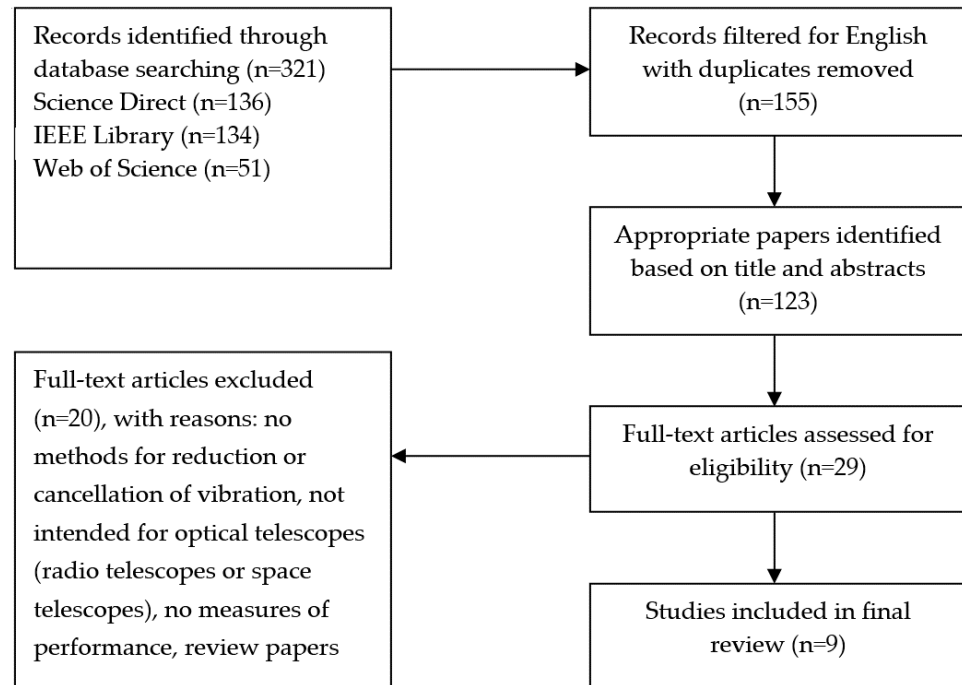 Records identified through
database searching (n=321)
Science Direct (n=136)
IEEE Library (n=134)
Web of Science (n=51)
Records filtered for English
with duplicates removed
(n=155)
Appropriate papers identified
based on title and abstracts
(n=123)
Full-text articles assessed for
eligibility (n=29)
Full-text articles excluded
(n=20), with reasons: no
methods for reduction or
cancellation of vibration, not
intended for optical telescopes
(radio telescopes or space
telescopes), no measures of
performance, review papers
Studies included in final
review (n=9)